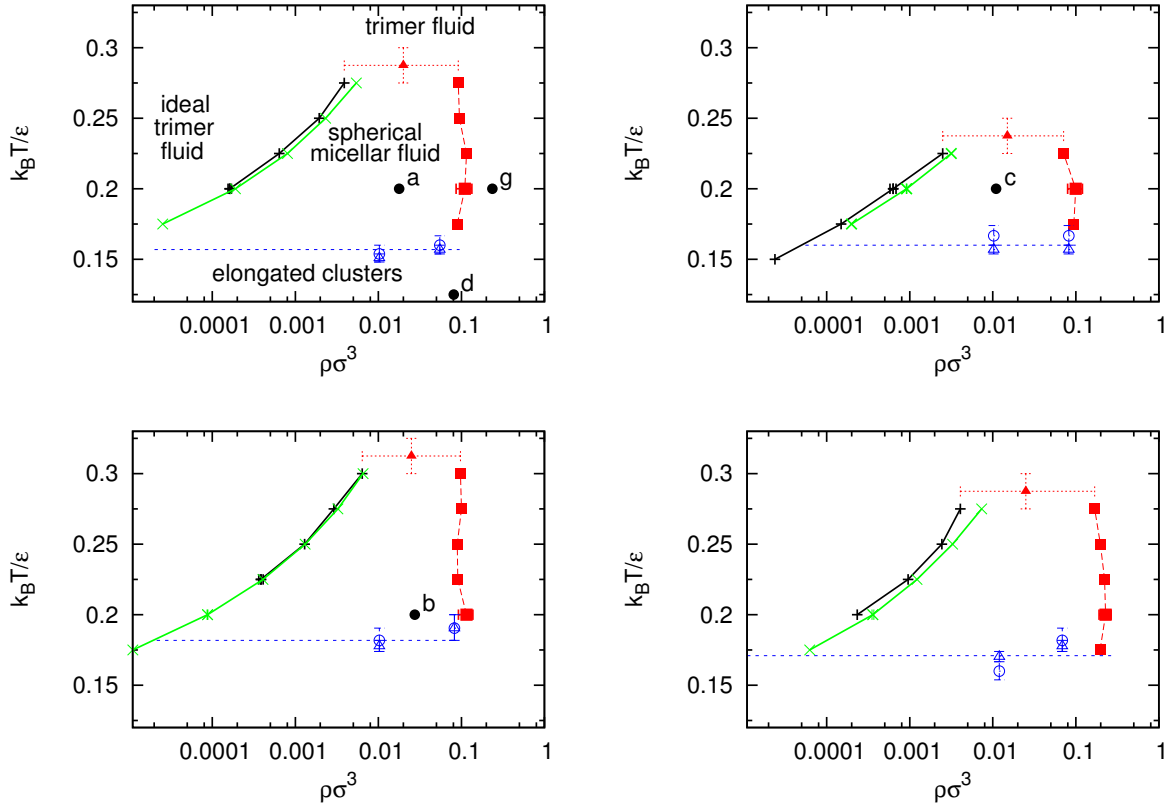 trimer fluid
0.3
ideal
trimer
fluid
0.25
spherical
micellar fluid
0.2
a
g
0.15
elongated clusters
d
k_BT/ε
0.0001 0.001 0.01 0.1 1
ρσ³
0.3
0.25
0.2
c
0.15
k_BT/ε
0.0001 0.001 0.01 0.1 1
ρσ³
0.3
0.25
0.2
b
0.15
k_BT/ε
0.0001 0.001 0.01 0.1 1
ρσ³
0.3
0.25
0.2
0.15
k_BT/ε
0.0001 0.001 0.01 0.1 1
ρσ³